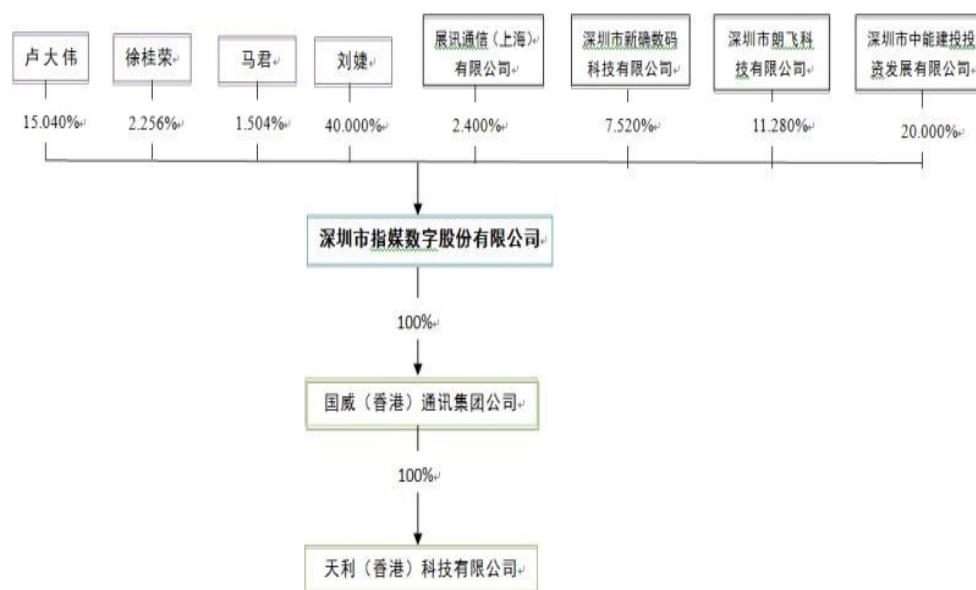 卢大伟
徐桂荣
马君
刘婕
展讯通信（上海）
有限公司
深圳市新确数码
科技有限公司
深圳市朗飞科
技有限公司
深圳市中能建投投
资发展有限公司
15.040%
2.256%
1.504%
40.000%
2.400%
7.520%
11.280%
20.000%
深圳市指媒数字股份有限公司
100%
国威（香港）通讯集团公司
100%
天利（香港）科技有限公司